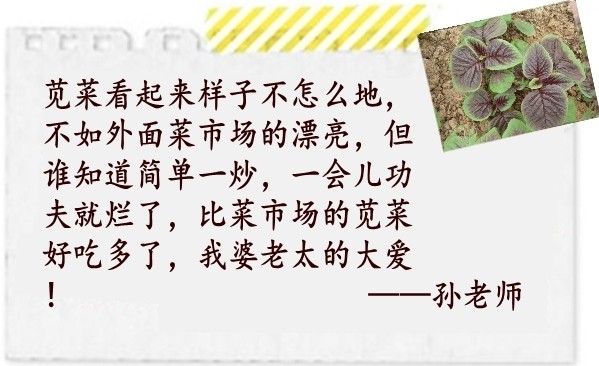 苋菜看起来样子不怎么地，
不如外面菜市场的漂亮，但
谁知道简单一炒，一会儿功
夫就烂了，比菜市场的苋菜
好吃多了，我婆老太的大爱
！ ——孙老师